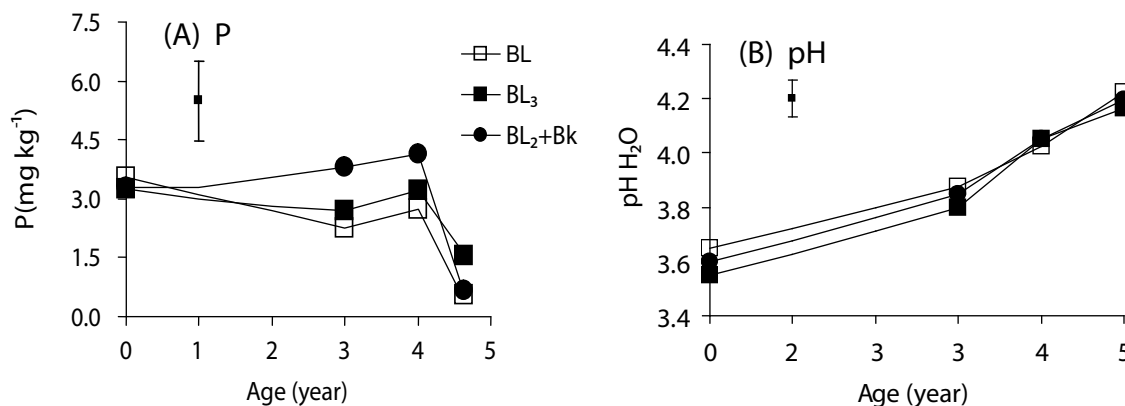 (A) P
7.5
6.0
4.5
3.0
1.5
0.0
P(mg kg⁻¹)
0 1 2 3 4 5
Age (year)
BL
BL₃
BL₂+Bk
(B) pH
4.4
4.2
4.0
3.8
3.6
3.4
pH H₂O
0 2 3 3 4 5
Age (year)